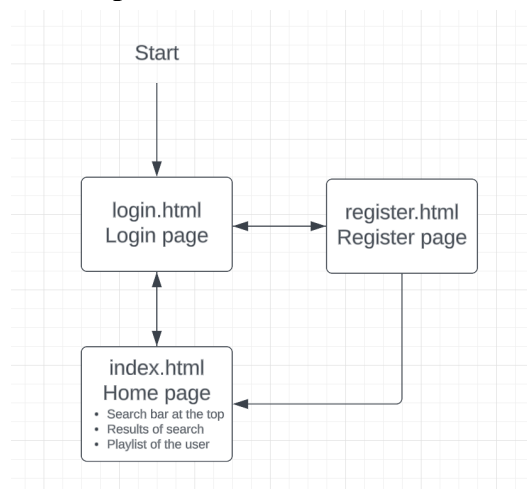 Start
login.html
Login page
register.html
Register page
index.html
Home page
• Search bar at the top
• Results of search
• Playlist of the user